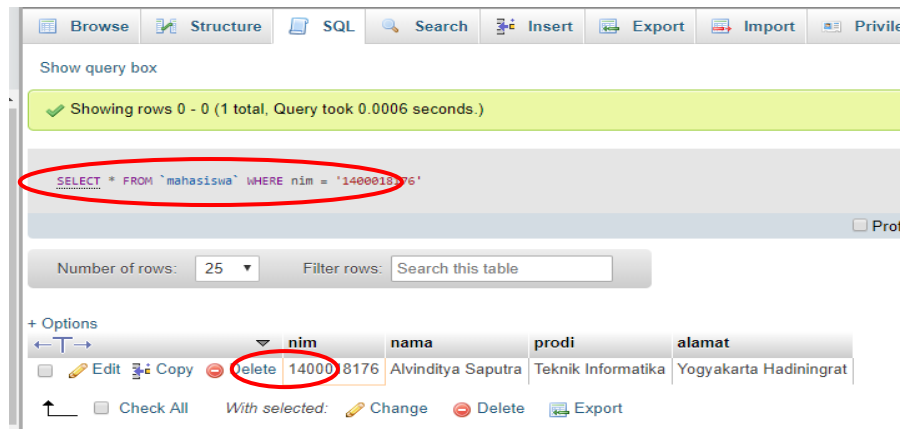 Browse Structure SQL Search Insert Export Import Privile
Show query box
Showing rows 0 - 0 (1 total, Query took 0.0006 seconds.)
SELECT * FROM `mahasiswa` WHERE nim = '1400018176'
Prof
Number of rows: 25 Filter rows: Search this table
+ Options
←T→ nim nama prodi alamat
Edit Copy Delete 1400018176 Alvinditya Saputra Teknik Informatika Yogyakarta Hadiningrat
Check All With selected: Change Delete Export